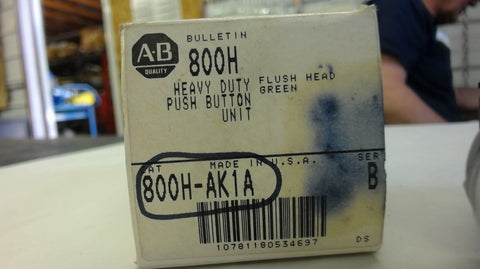 BULLETIN
AB
QUALITY
800H
HEAVY DUTY FLUSH HEAD
PUSH BUTTON GREEN
UNIT
CAT MADE IN U.S.A. SER
800H-AK1A B
10781180534697 DS